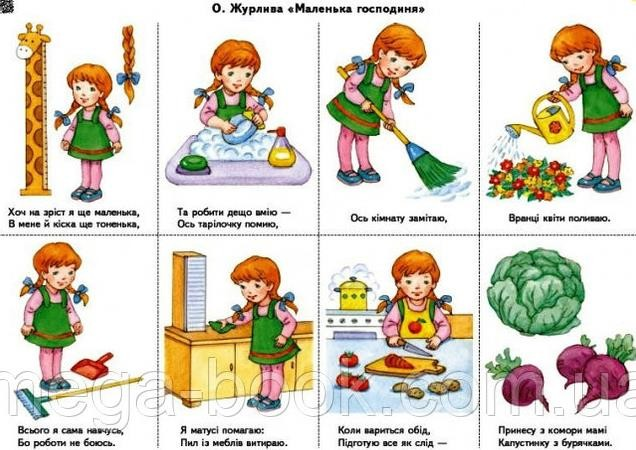 О. Журлива «Маленька господиня»
Хоч на зріст я ще маленька,
В мене й кіска ще тоненька,
Та робити дещо вмію —
Ось тарілочку помию,
Ось кімнату замітаю,
Вранці квіти поливаю.
Всього я сама навчусь,
Бо роботи не боюсь.
Я матусі помагаю:
Пил із меблів витираю.
Коли вариться обід,
Підготую все як слід —
Принесу з комори мамі
Капустинку з бурячками.
mega-book.com.ua